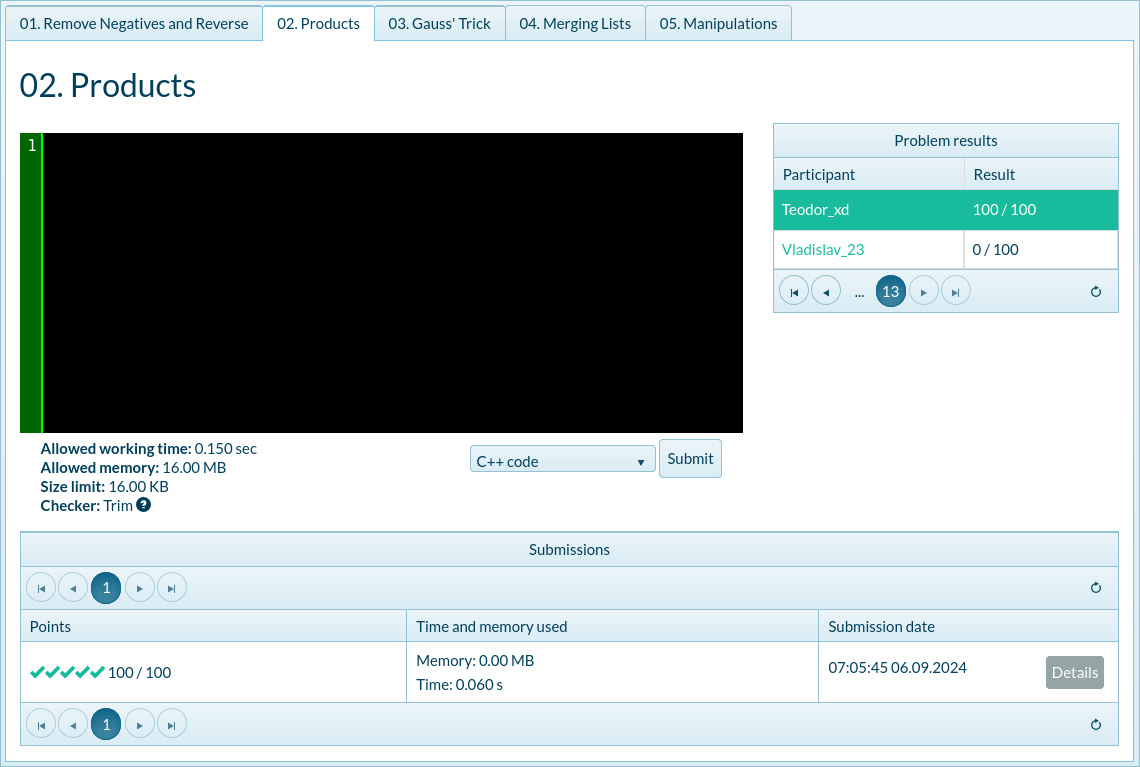 01. Remove Negatives and Reverse
02. Products
03. Gauss' Trick
04. Merging Lists
05. Manipulations
02. Products
1
Allowed working time: 0.150 sec
Allowed memory: 16.00 MB
Size limit: 16.00 KB
Checker: Trim
C++ code
Submit
Problem results
Participant Result
Teodor_xd 100 / 100
Vladislav_23 0 / 100
... 13
Submissions
1
Points Time and memory used Submission date
100 / 100
Memory: 0.00 MB
Time: 0.060 s
07:05:45 06.09.2024
Details
1